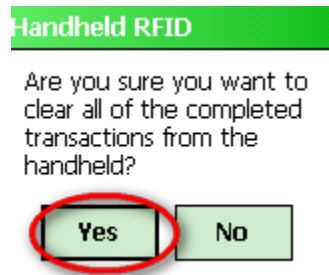 Handheld RFID
Are you sure you want to
clear all of the completed
transactions from the
handheld?
Yes No